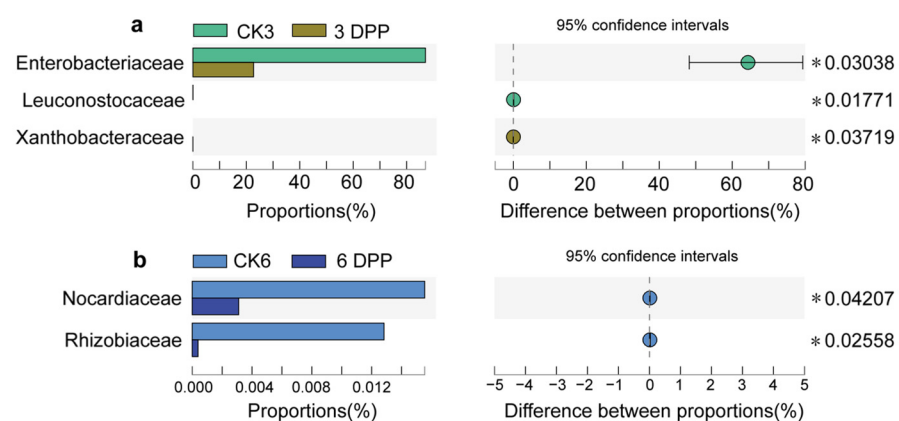 a
CK3 3 DPP
95% confidence intervals
Enterobacteriaceae
*0.03038
Leuconostocaceae
*0.01771
Xanthobacteraceae
*0.03719
0 20 40 60 80
0 20 40 60 80
Proportions(%)
Difference between proportions(%)
b
CK6 6 DPP
95% confidence intervals
Nocardiaceae
*0.04207
Rhizobiaceae
*0.02558
0.000 0.004 0.008 0.012
−5 −4 −3 −2 −1 0 1 2 3 4 5
Proportions(%)
Difference between proportions(%)